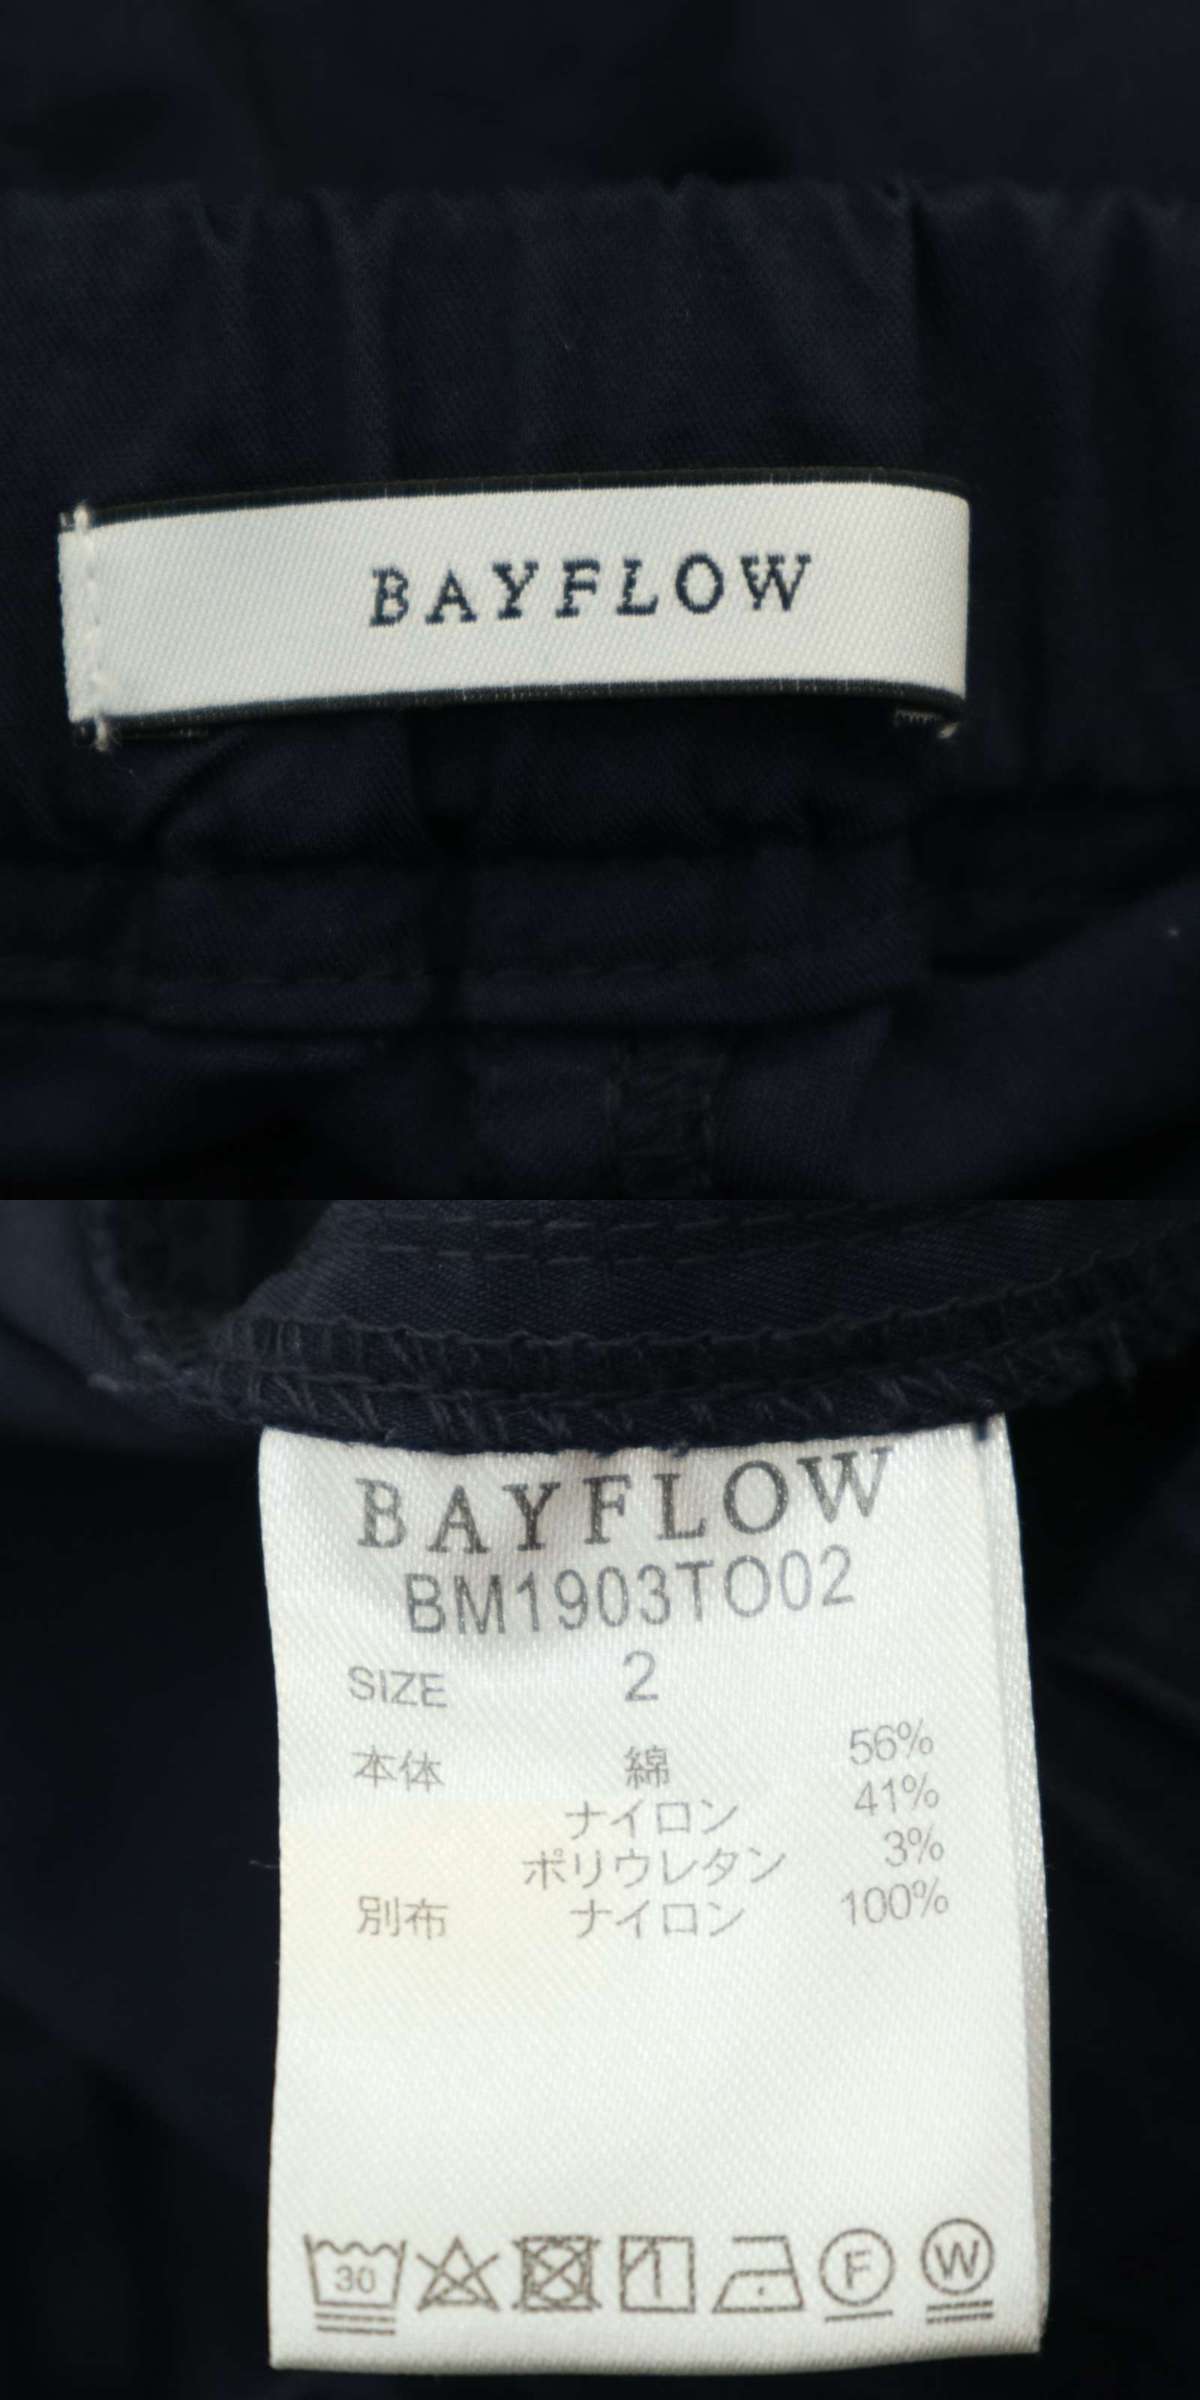 BAYFLOW
BAYFLOW
BM1903TO02
SIZE 2
本体 綿 56%
ナイロン 41%
ポリウレタン 3%
別布 ナイロン 100%
30 F W